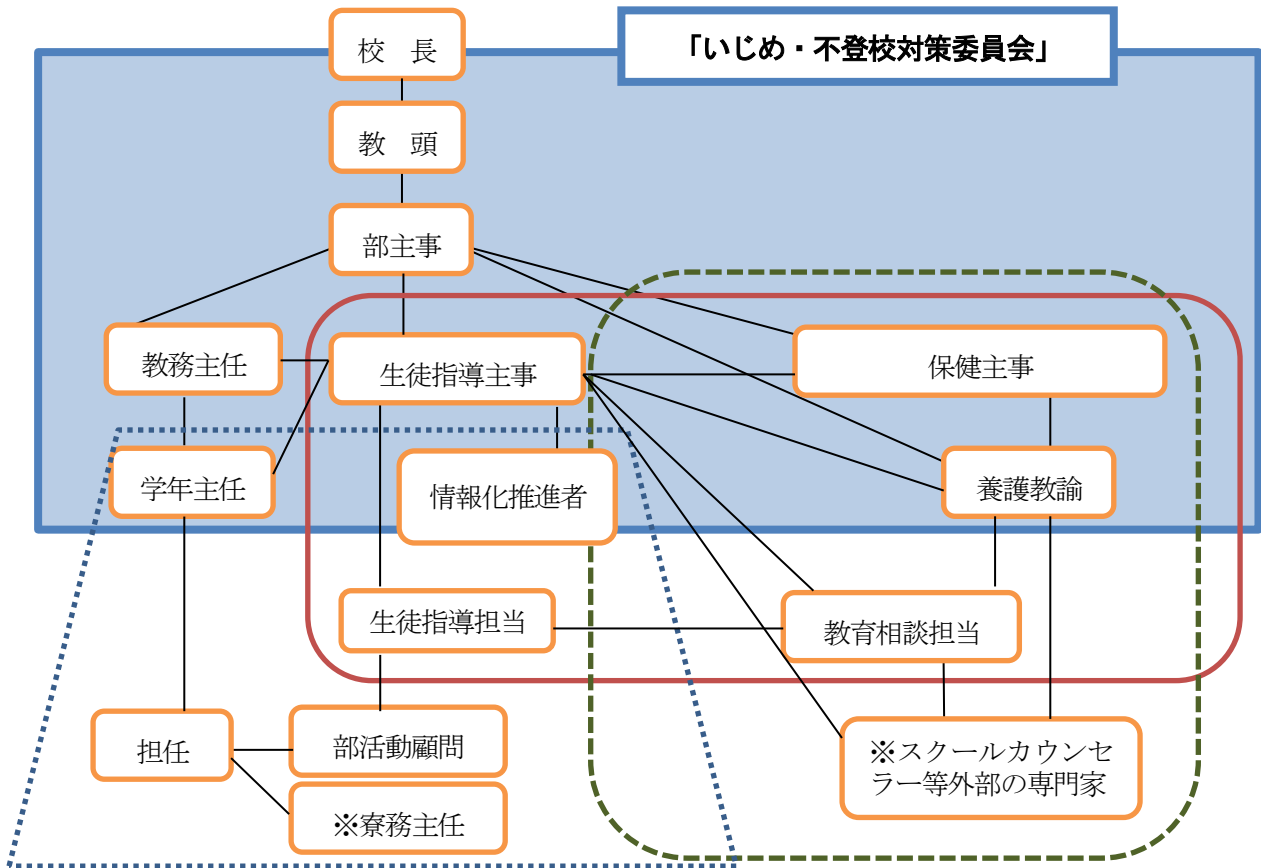 「いじめ・不登校対策委員会」
校　長
教　頭
部主事
教務主任
生徒指導主事
保健主事
学年主任
情報化推進者
養護教諭
生徒指導担当
教育相談担当
担任
部活動顧問
※スクールカウンセ
ラー等外部の専門家
※寮務主任